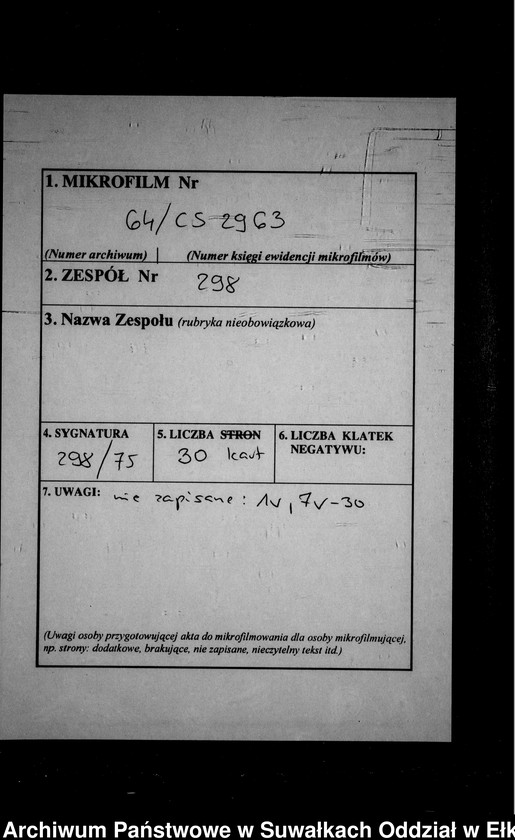 1. MIKROFILM Nr
64/CS 2963
(Numer archiwum) | (Numer księgi ewidencji mikrofilmów)
2. ZESPÓŁ Nr 298
3. Nazwa Zespołu (rubryka nieobowiązkowa)
4. SYGNATURA
298/75
5. LICZBA STRON
30 kart
6. LICZBA KLATEK
NEGATYWU:
7. UWAGI: nie zapisane: 1v, 7v-30
(Uwagi osoby przygotowującej akta do mikrofilmowania dla osoby mikrofilmującej,
np. strony: dodatkowe, brakujące, nie zapisane, nieczytelny tekst itd.)
Archiwum Państwowe w Suwałkach Oddział w Ełk